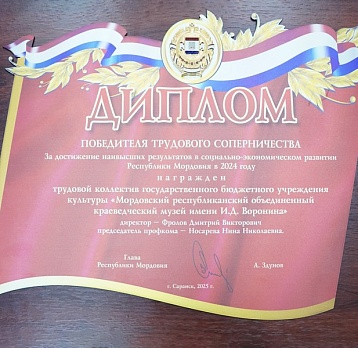 ДИПЛОМ
ПОБЕДИТЕЛЯ ТРУДОВОГО СОПЕРНИЧЕСТВА
За достижение наивысших результатов в социально-экономическом развитии
Республики Мордовия в 2024 году
награжден
трудовой коллектив государственного бюджетного учреждения
культуры «Мордовский республиканский объединенный
краеведческий музей имени И.Д. Воронина»
директор – Фролов Дмитрий Викторович
председатель профкома – Носарева Нина Николаевна.
Глава
Республики Мордовия
А. Здунов
г. Саранск, 2025 г.